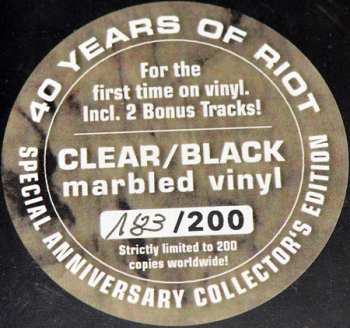 40 YEARS OF RIOT
For the
first time on vinyl.
Incl. 2 Bonus Tracks!
CLEAR/BLACK
marbled vinyl
183/200
Strictly limited to 200
copies worldwide!
SPECIAL ANNIVERSARY COLLECTOR'S EDITION